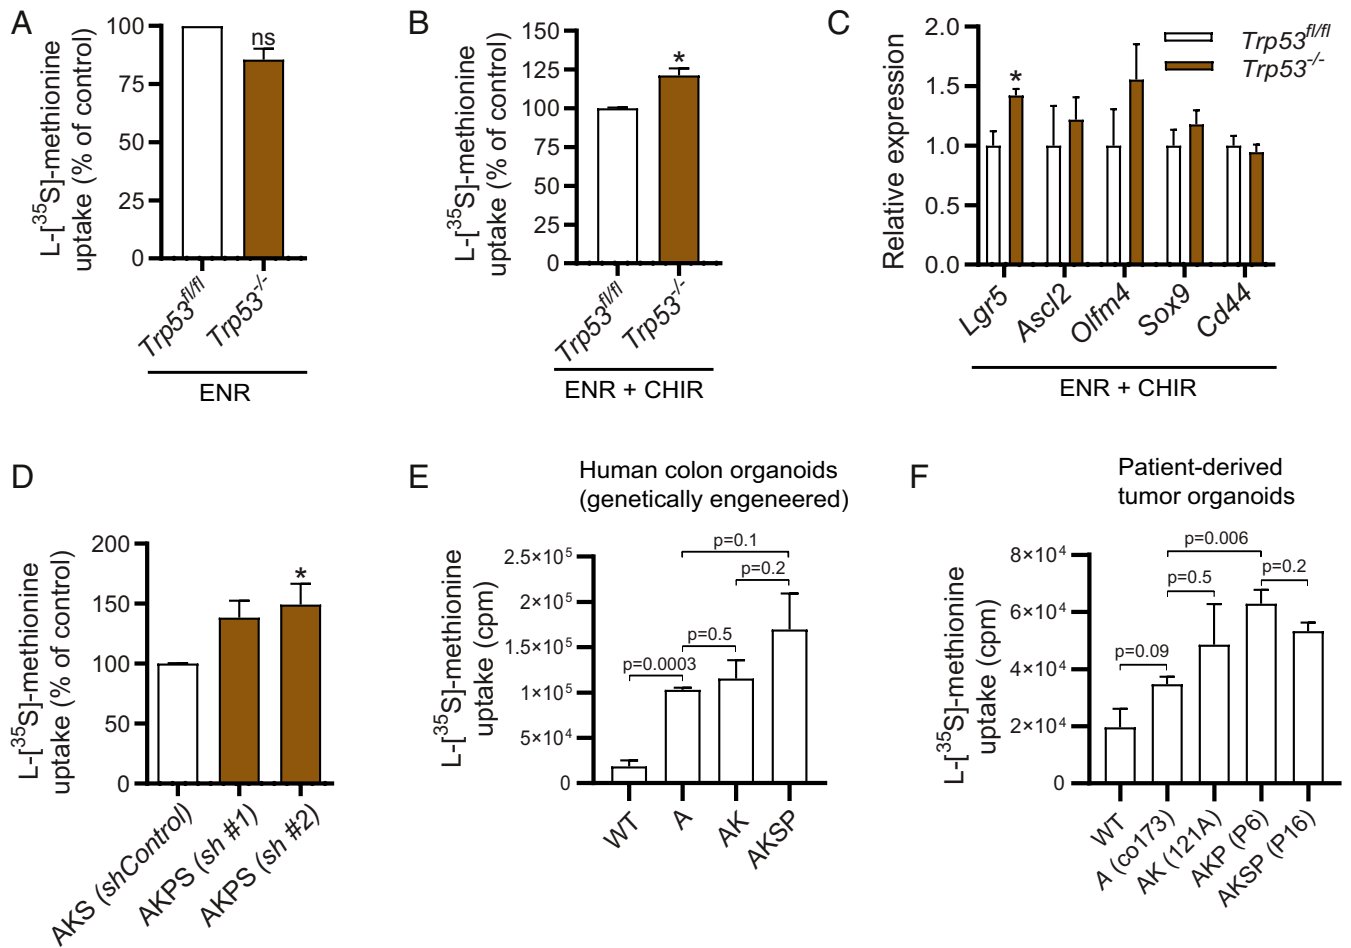 A
L-[³⁵S]-methionine
uptake (% of control)
100
75
50
25
0
ns
Trp53fl/fl
Trp53-/-
ENR
B
L-[³⁵S]-methionine
uptake (% of control)
150
125
100
75
50
25
0
*
Trp53fl/fl
Trp53-/-
ENR + CHIR
C
Relative expression
2.0
1.5
1.0
0.5
0.0
*
Trp53fl/fl
Trp53-/-
Lgr5
Ascl2
Olfm4
Sox9
Cd44
ENR + CHIR
D
L-[³⁵S]-methionine
uptake (% of control)
200
150
100
50
0
*
AKS (shControl)
AKPS (sh #1)
AKPS (sh #2)
E
Human colon organoids
(genetically engeneered)
L-[³⁵S]-methionine
uptake (cpm)
2.5×10⁵
2×10⁵
1.5×10⁵
1×10⁵
5×10⁴
0
p=0.1
p=0.2
p=0.5
p=0.0003
WT
A
AK
AKSP
F
Patient-derived
tumor organoids
L-[³⁵S]-methionine
uptake (cpm)
8×10⁴
6×10⁴
4×10⁴
2×10⁴
0
p=0.006
p=0.5
p=0.2
p=0.09
WT
A (co173)
AK (121A)
AKP (P6)
AKSP (P16)